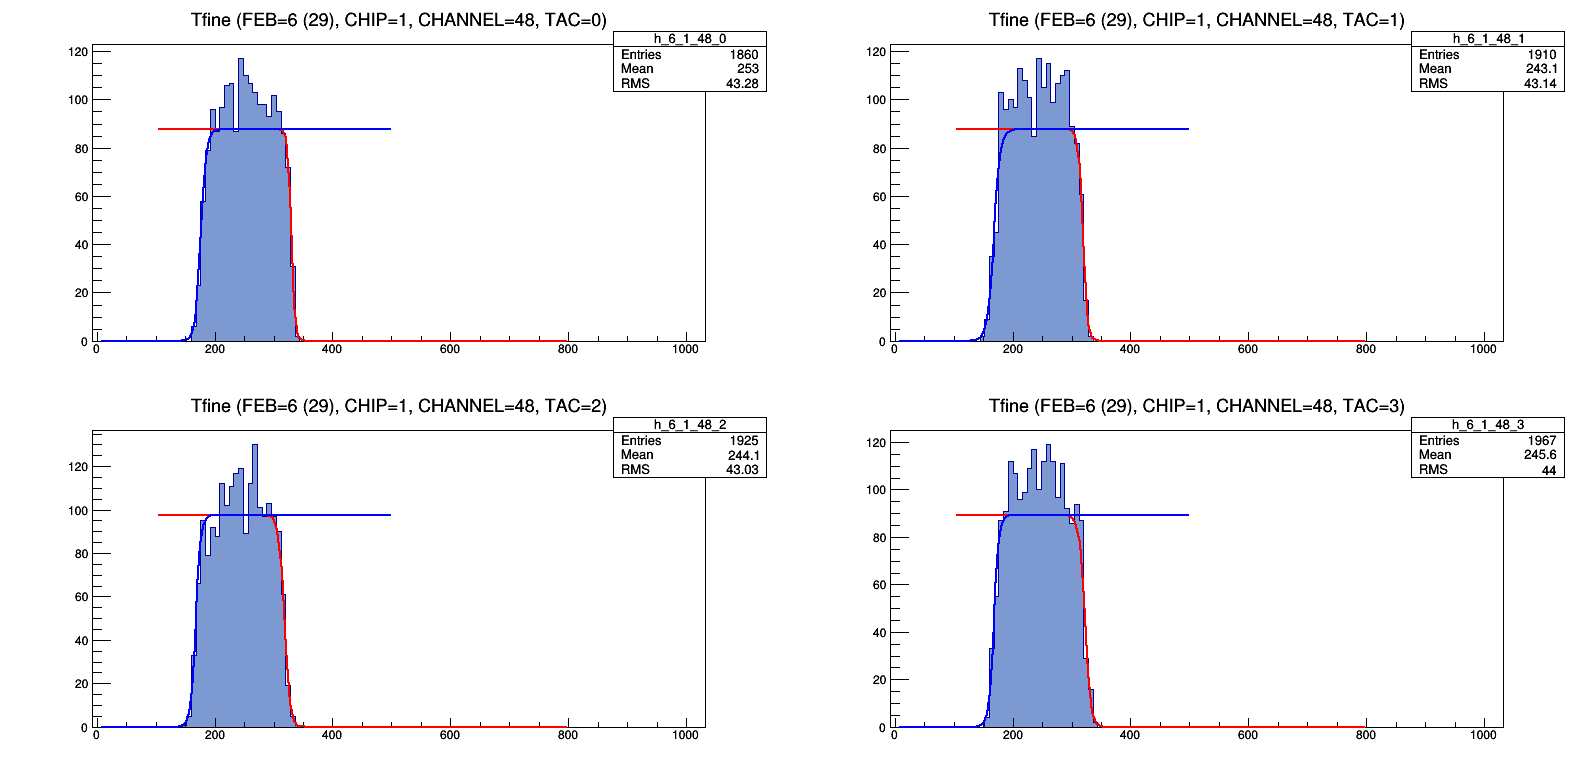 Tfine (FEB=6 (29), CHIP=1, CHANNEL=48, TAC=0)
h_6_1_48_0
Entries 1860
Mean 253
RMS 43.28
120
100
80
60
40
20
0
0 200 400 600 800 1000
Tfine (FEB=6 (29), CHIP=1, CHANNEL=48, TAC=1)
h_6_1_48_1
Entries 1910
Mean 243.1
RMS 43.14
120
100
80
60
40
20
0
0 200 400 600 800 1000
Tfine (FEB=6 (29), CHIP=1, CHANNEL=48, TAC=2)
h_6_1_48_2
Entries 1925
Mean 244.1
RMS 43.03
120
100
80
60
40
20
0
0 200 400 600 800 1000
Tfine (FEB=6 (29), CHIP=1, CHANNEL=48, TAC=3)
h_6_1_48_3
Entries 1967
Mean 245.6
RMS 44
120
100
80
60
40
20
0
0 200 400 600 800 1000